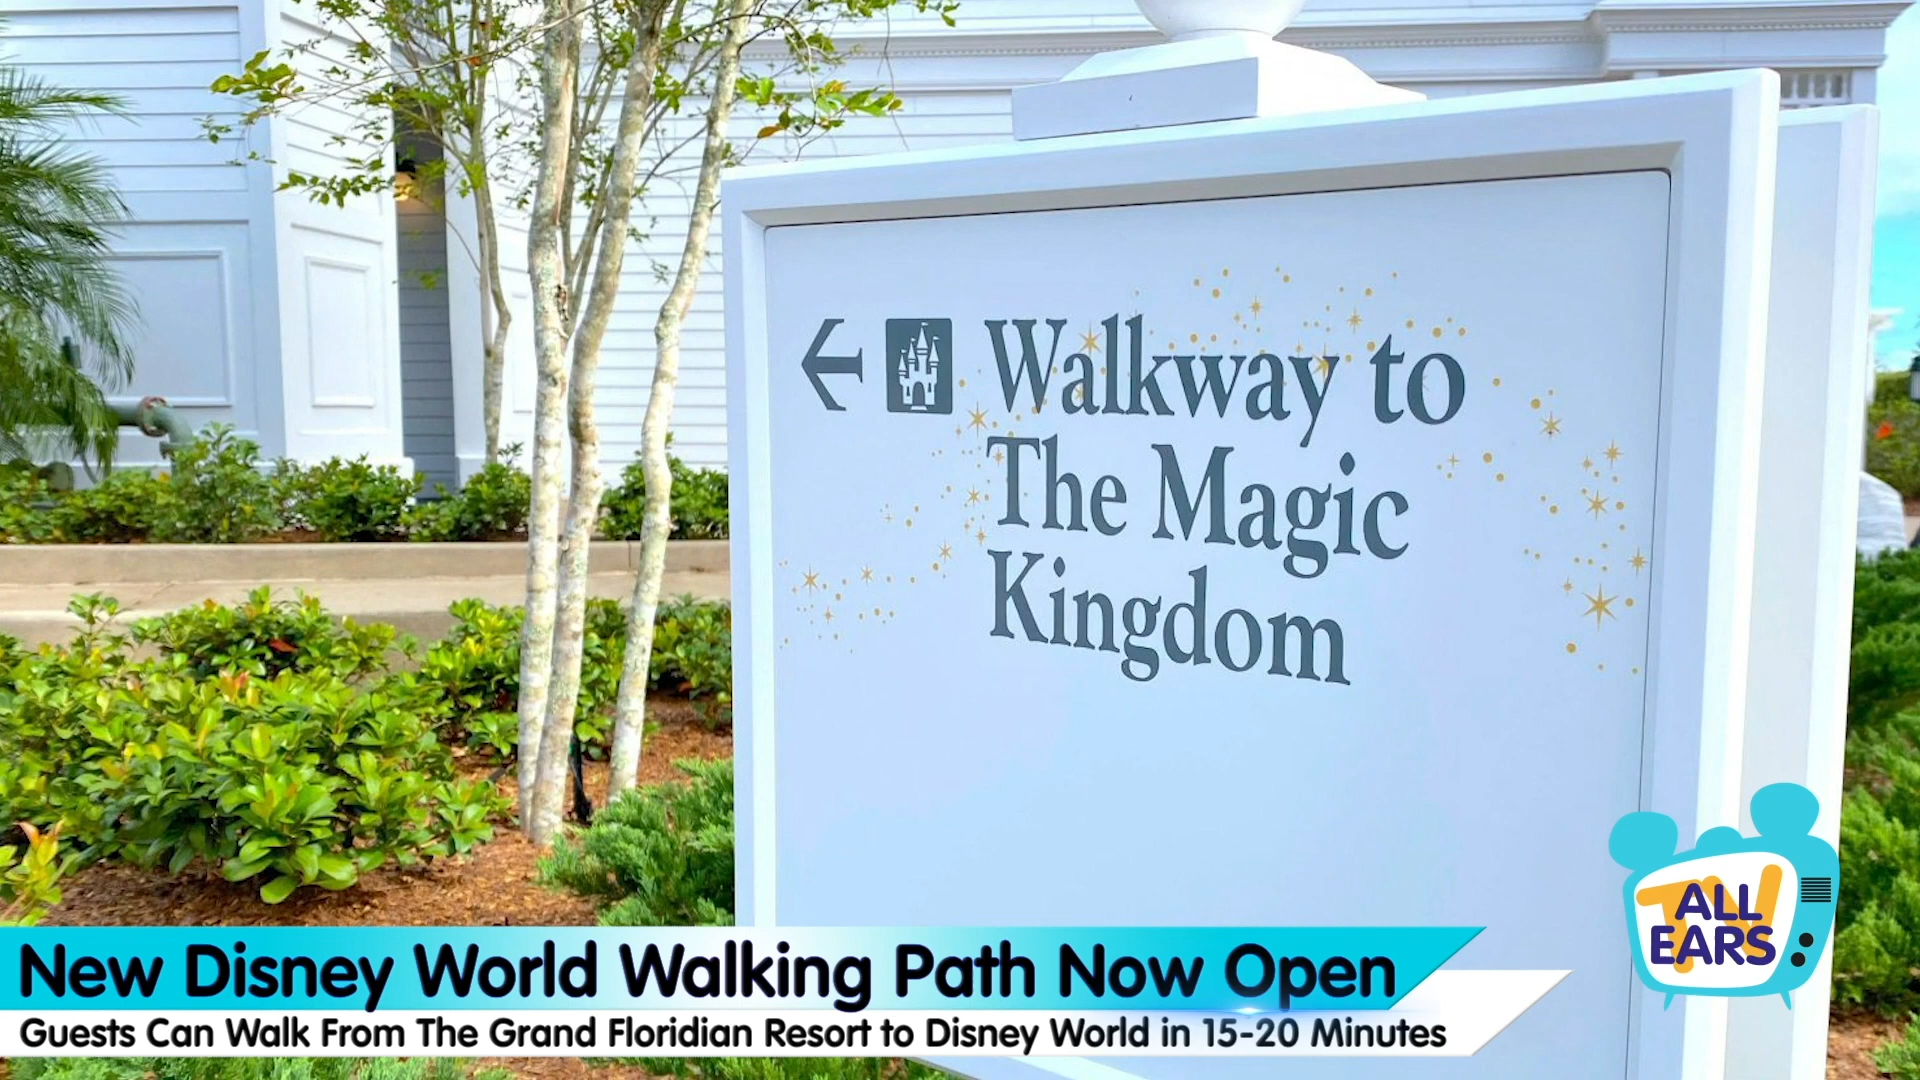 Walkway to
The Magic
Kingdom
TV
ALL
EARS
New Disney World Walking Path Now Open
Guests Can Walk From The Grand Floridian Resort to Disney World in 15-20 Minutes